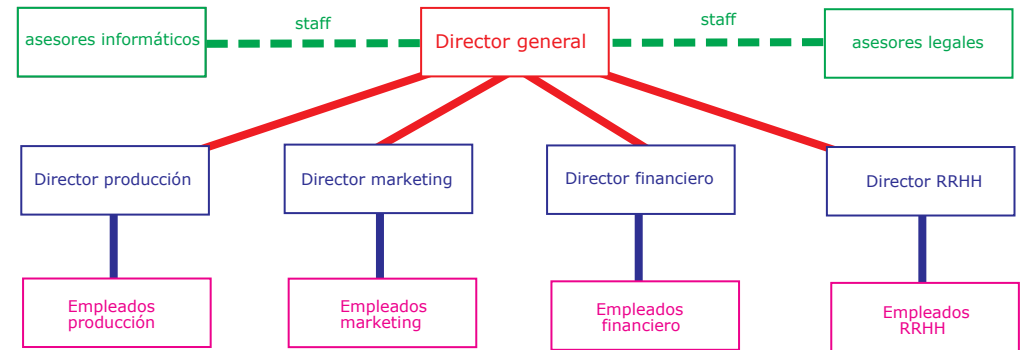 staff
staff
asesores informáticos
Director general
asesores legales
Director producción
Director marketing
Director financiero
Director RRHH
Empleados
producción
Empleados
marketing
Empleados
financiero
Empleados
RRHH